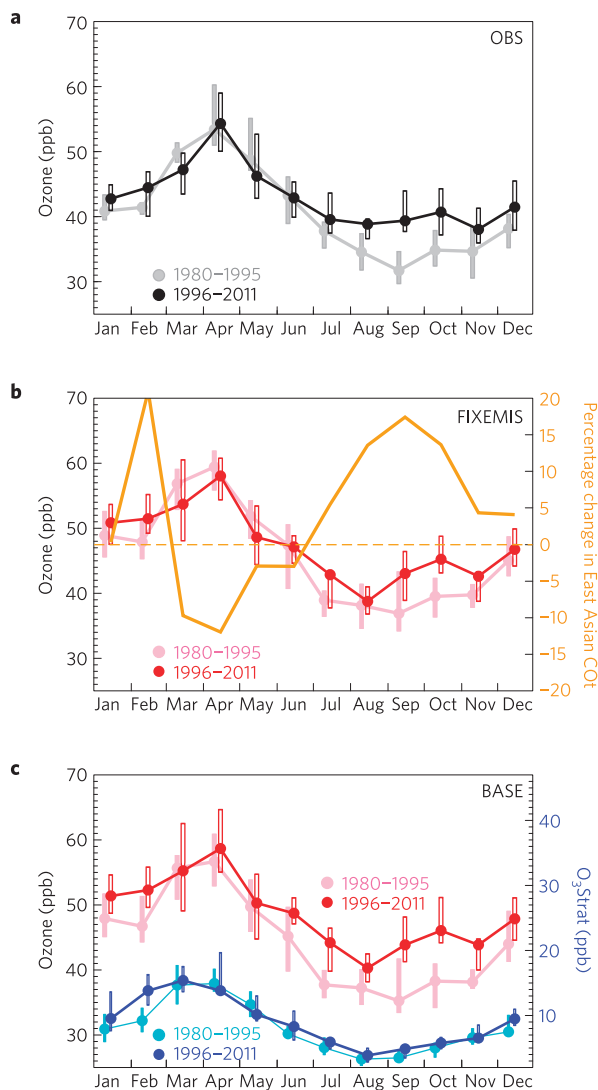 a
OBS
70
60
50
40
30
Ozone (ppb)
1980–1995
1996–2011
Jan Feb Mar Apr May Jun Jul Aug Sep Oct Nov Dec
b
FIXEMIS
70
60
50
40
30
Ozone (ppb)
20
15
10
5
0
−5
−10
−15
−20
Percentage change in East Asian COt
1980–1995
1996–2011
Jan Feb Mar Apr May Jun Jul Aug Sep Oct Nov Dec
c
BASE
70
60
50
40
30
Ozone (ppb)
40
30
20
10
O₃Strat (ppb)
1980–1995
1996–2011
1980–1995
1996–2011
Jan Feb Mar Apr May Jun Jul Aug Sep Oct Nov Dec